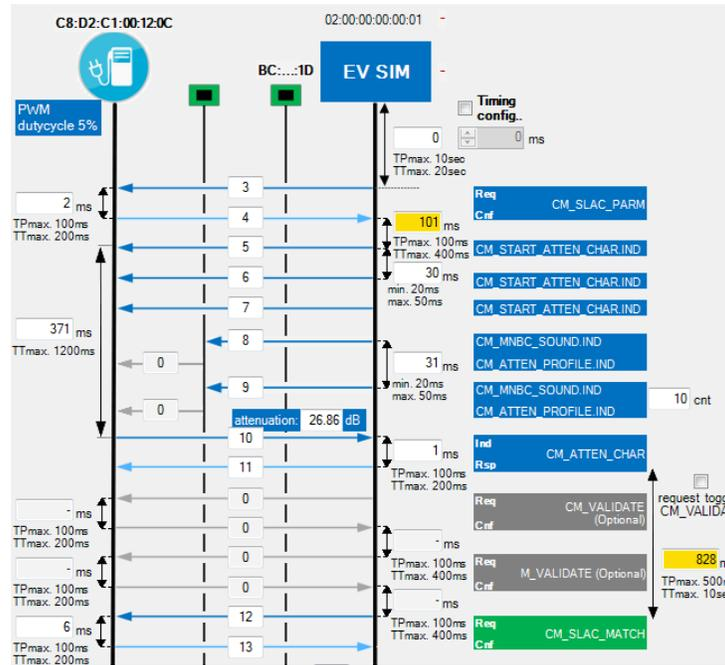 C8:D2:C1:00:12:0C
02:00:00:00:00:01 -
BC:...:1D
EV SIM -
PWM
dutycycle 5%
Timing
config..
0
0 ms
TPmax. 10sec
TTmax. 20sec
3
Req
Cnf
CM_SLAC_PARM
2 ms
TPmax. 100ms
TTmax. 200ms
4
101 ms
TPmax. 100ms
TTmax. 400ms
5
CM_START_ATTEN_CHAR.IND
6
30 ms
min. 20ms
max. 50ms
CM_START_ATTEN_CHAR.IND
7
CM_START_ATTEN_CHAR.IND
371 ms
TTmax. 1200ms
8
CM_MNBC_SOUND.IND
0
31 ms
min. 20ms
max. 50ms
CM_ATTEN_PROFILE.IND
9
CM_MNBC_SOUND.IND
10 cnt
0
CM_ATTEN_PROFILE.IND
attenuation: 26.86 dB
10
1 ms
TPmax. 100ms
TTmax. 200ms
Ind
Rsp
CM_ATTEN_CHAR
11
0
Req
Cnf
CM_VALIDATE
(Optional)
request
CM_VALIDA
- ms
TPmax. 100ms
TTmax. 200ms
0
- ms
TPmax. 100ms
TTmax. 400ms
0
Req
Cnf
M_VALIDATE (Optional)
828
TPmax. 500
TTmax. 10se
- ms
TPmax. 100ms
TTmax. 200ms
0
- ms
TPmax. 100ms
TTmax. 400ms
12
Req
Cnf
CM_SLAC_MATCH
6 ms
TPmax. 100ms
TTmax. 200ms
13